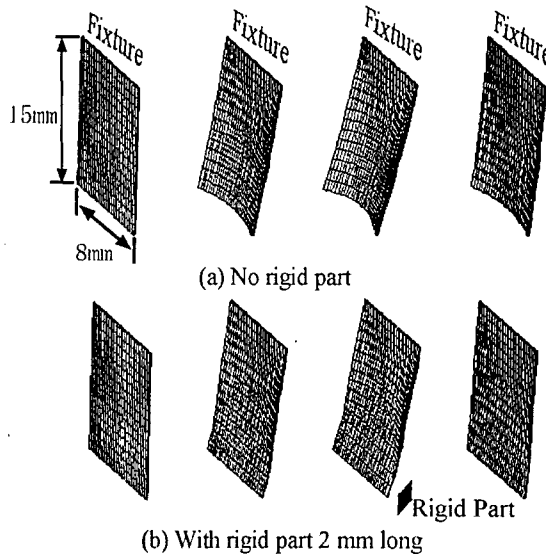 Fixture Fixture Fixture Fixture
15mm
8mm
(a) No rigid part
Rigid Part
(b) With rigid part 2 mm long